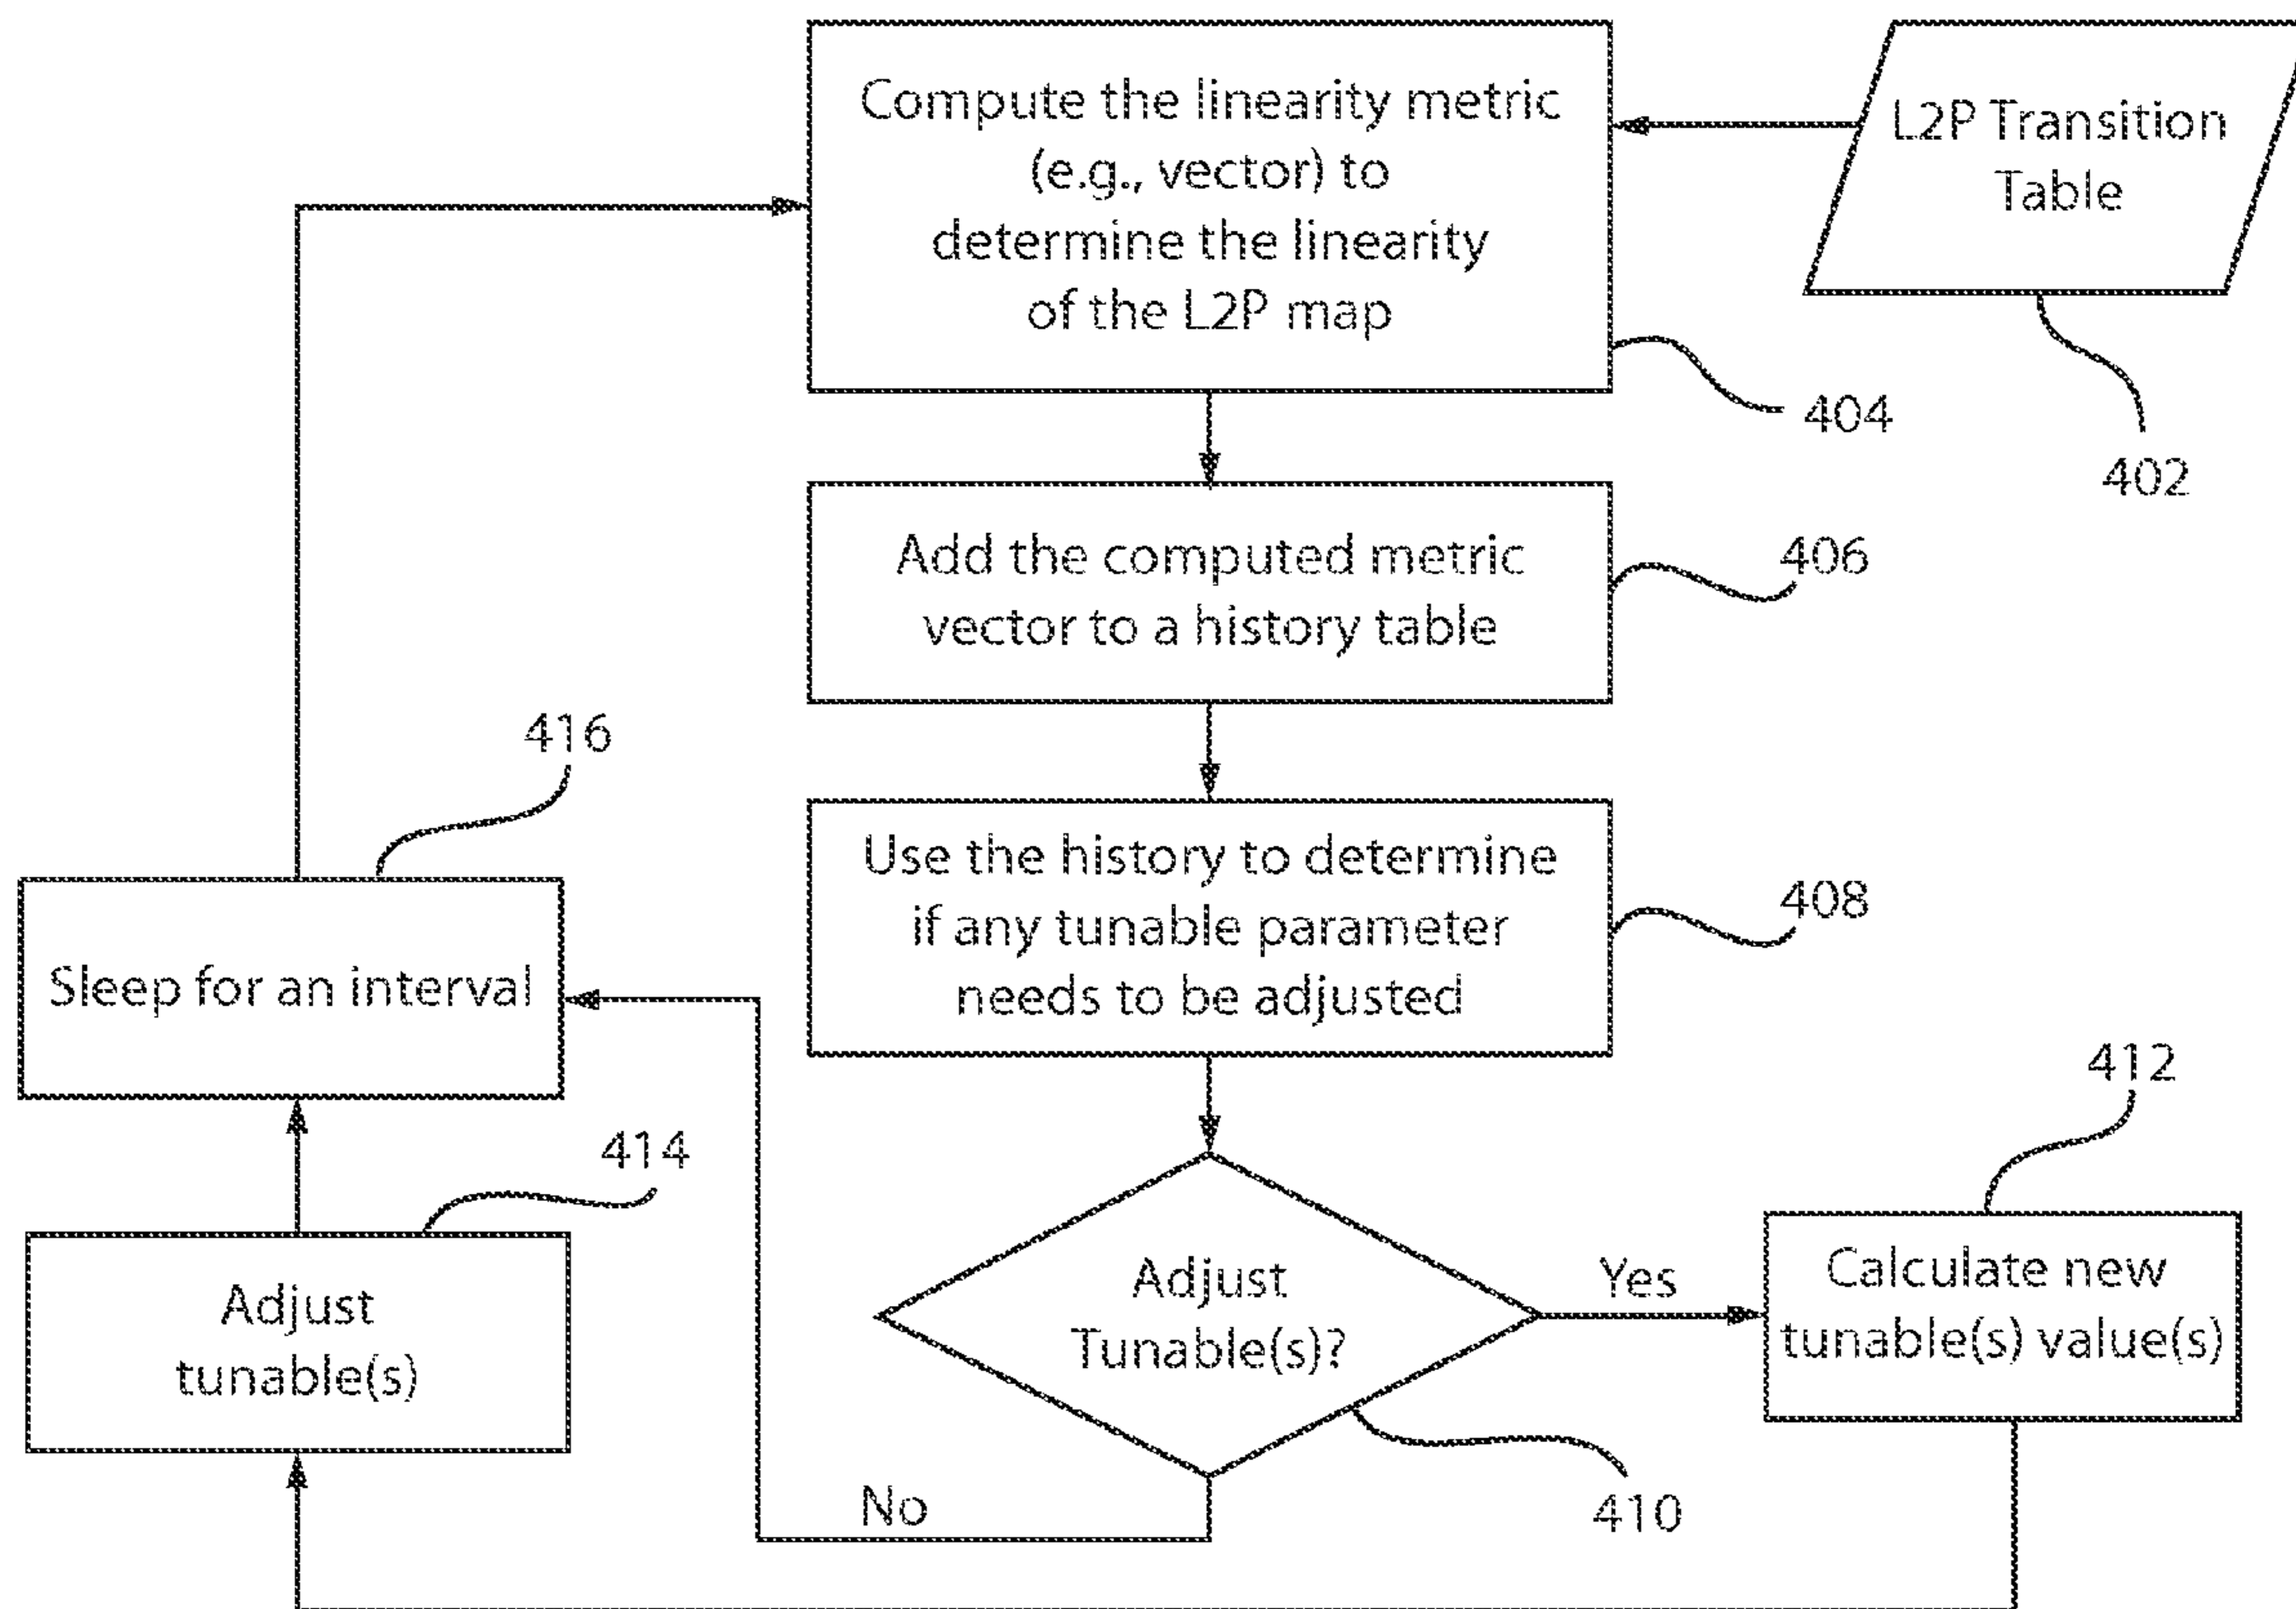 Compute the linearity metric
(e.g., vector) to
determine the linearity
of the L2P map
L2P Transition
Table
404
402
Add the computed metric
vector to a history table
406
416
Use the history to determine
if any tunable parameter
needs to be adjusted
408
Sleep for an interval
412
414
Adjust
Tunable(s)?
Yes
Calculate new
tunable(s) value(s)
Adjust
tunable(s)
No
410